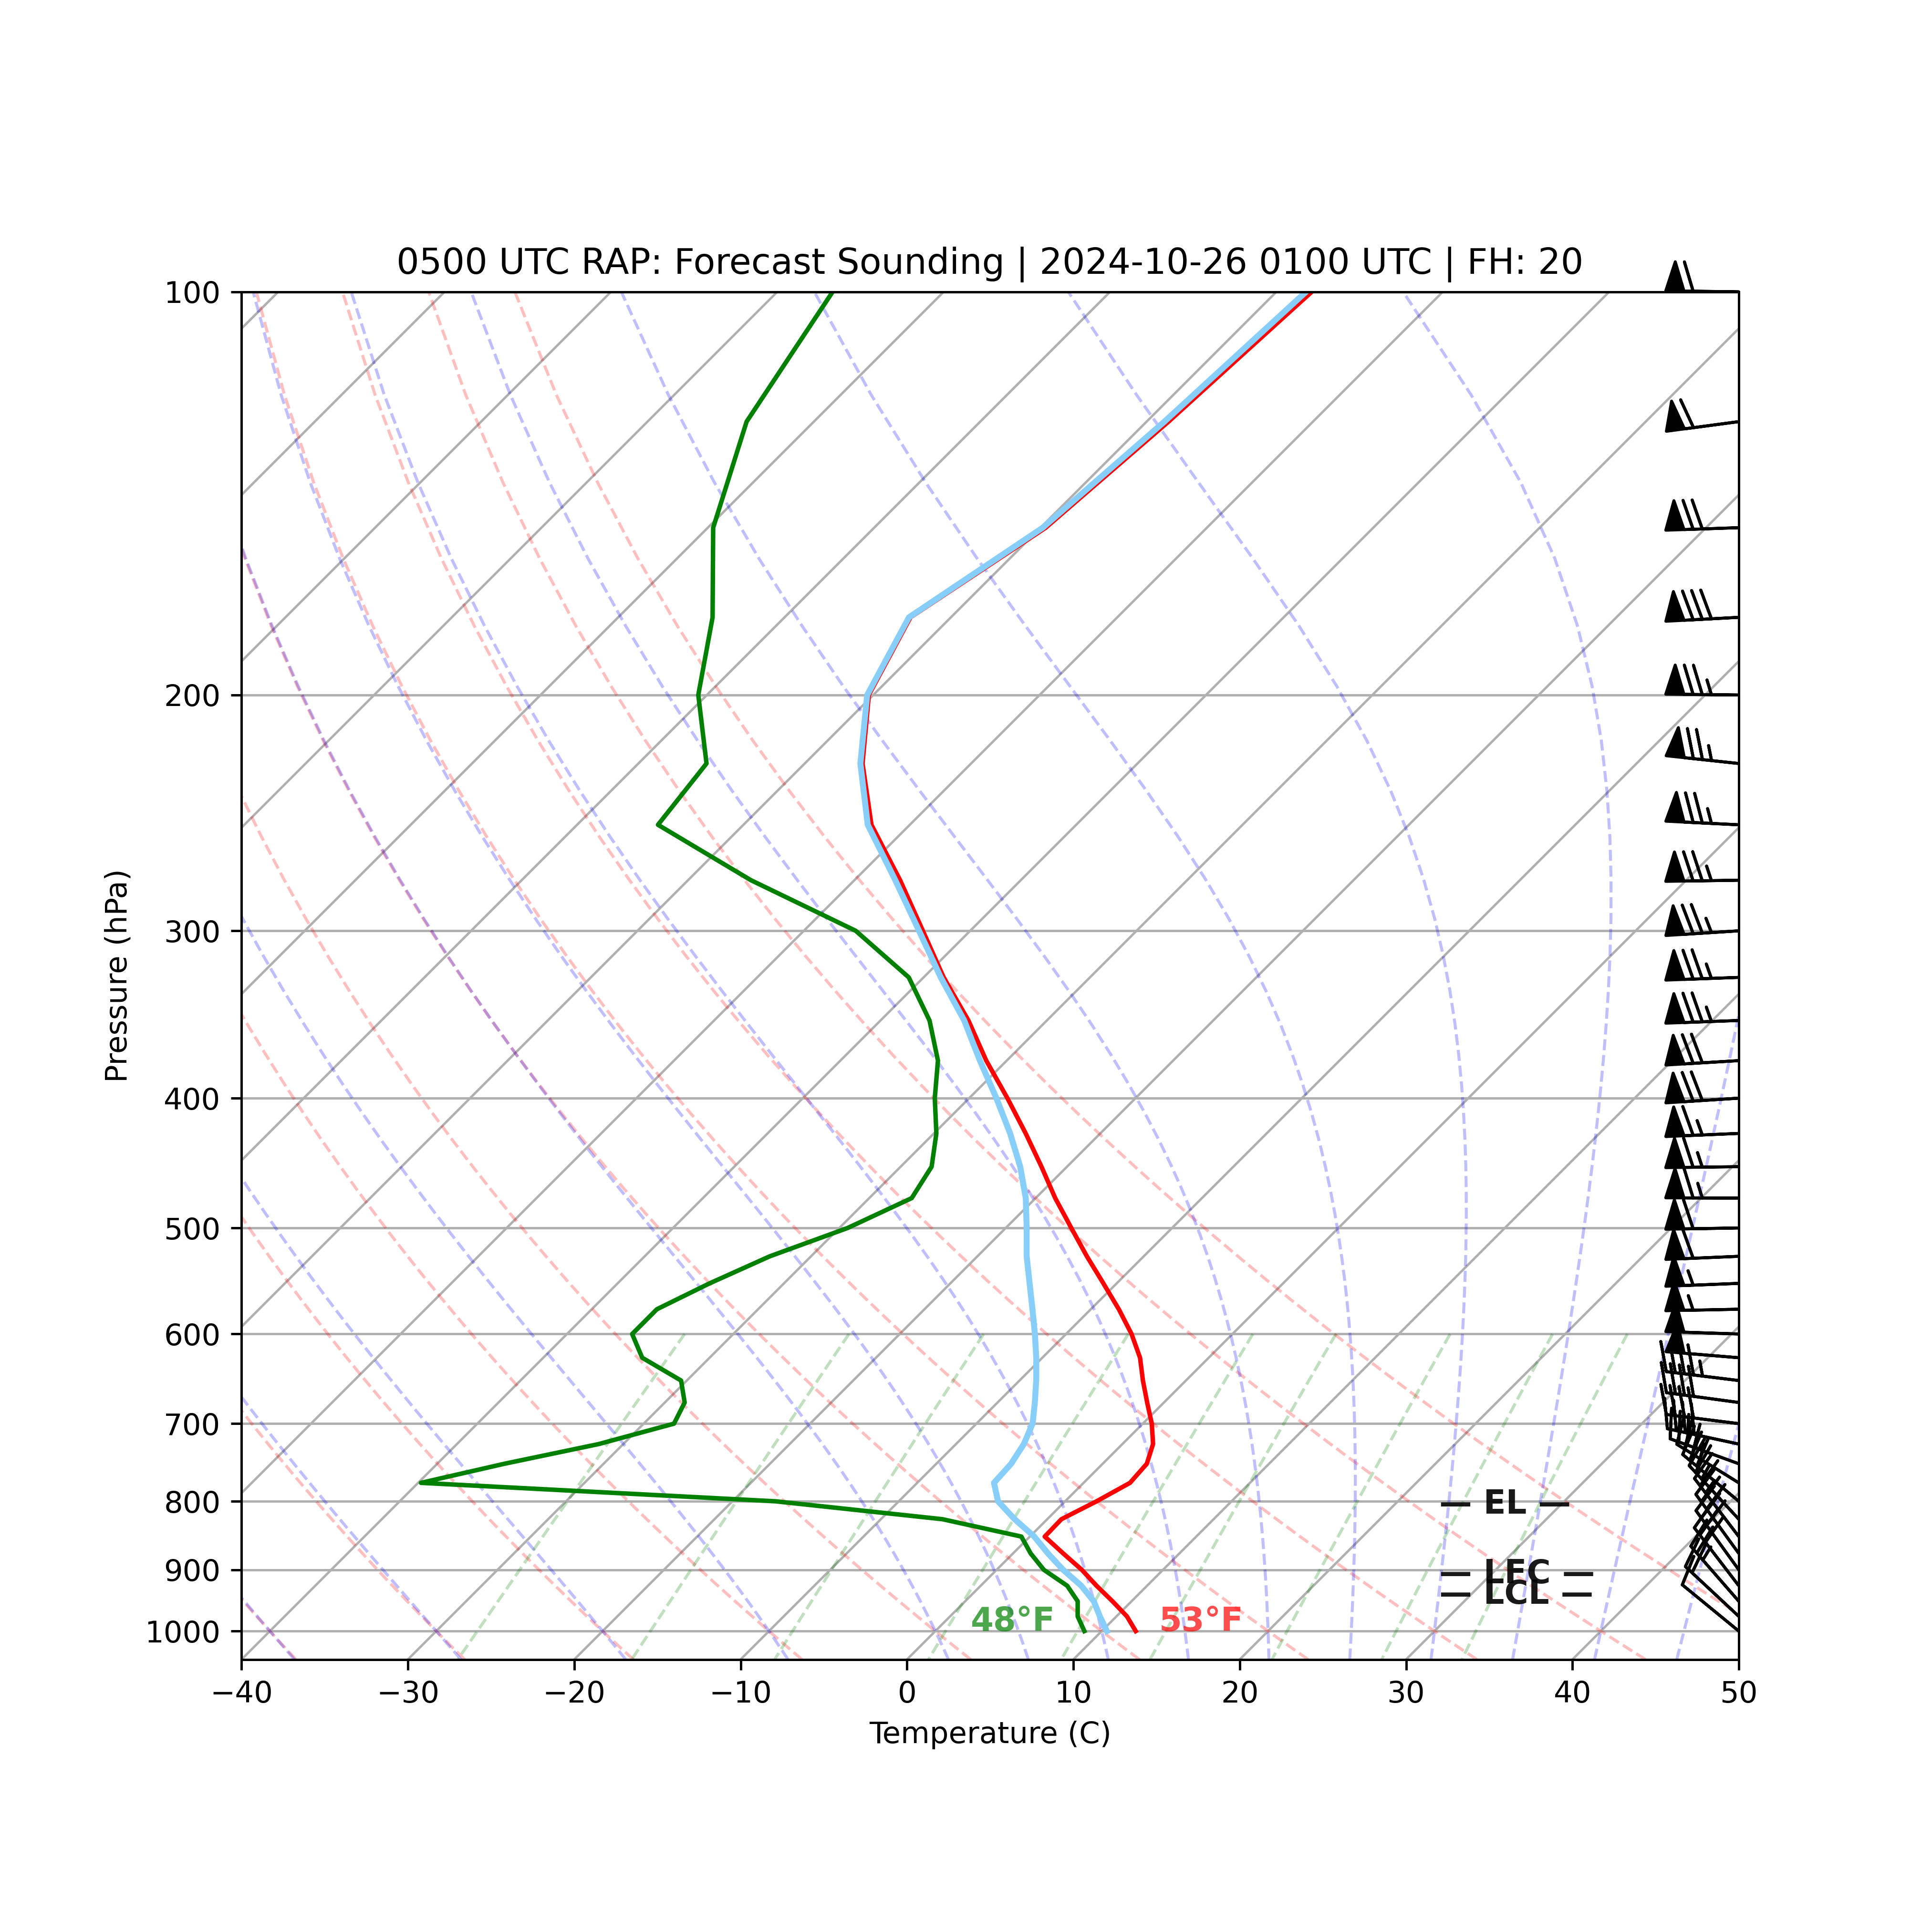 0500 UTC RAP: Forecast Sounding | 2024-10-26 0100 UTC | FH: 20
100
200
300
400
500
600
700
800
900
1000
Pressure (hPa)
— EL —
— LFC —
— LCL —
48°F 53°F
−40 −30 −20 −10 0 10 20 30 40 50
Temperature (C)